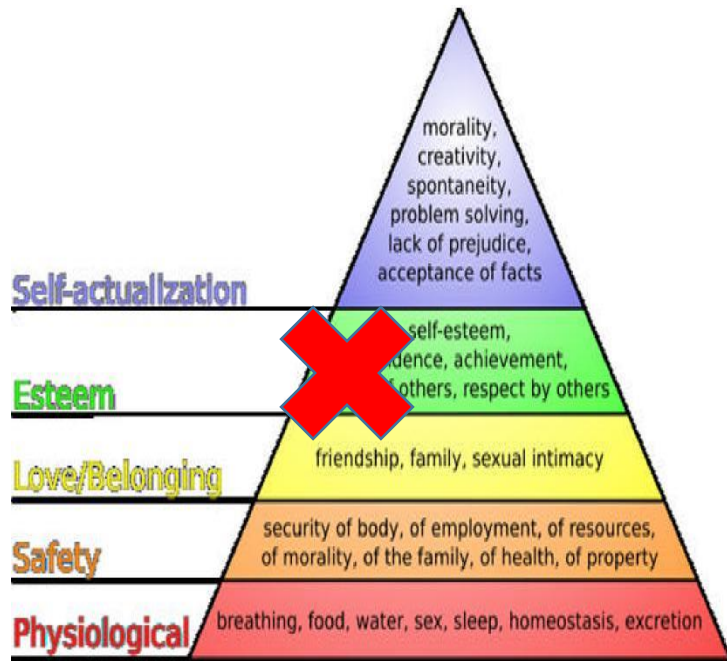 morality,
creativity,
spontaneity,
problem solving,
lack of prejudice,
acceptance of facts
Self-actualization
self-esteem,
achievement,
others, respect by others
Esteem
friendship, family, sexual intimacy
Love/Belonging
security of body, of employment, of resources,
of morality, of the family, of health, of property
Safety
breathing, food, water, sex, sleep, homeostasis, excretion
Physiological